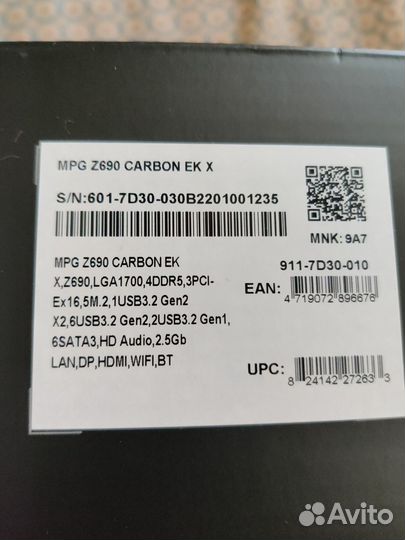 MPG Z690 CARBON EK X
S/N:601-7D30-030B2201001235
MNK: 9A7
MPG Z690 CARBON EK
X,Z690,LGA1700,4DDR5,3PCI-
Ex16,5M.2,1USB3.2 Gen2
X2,6USB3.2 Gen2,2USB3.2 Gen1,
6SATA3,HD Audio,2.5Gb
LAN,DP,HDMI,WIFI,BT
911-7D30-010
EAN:
4 719072 896676
UPC:
8 24142 27263 3
Avito